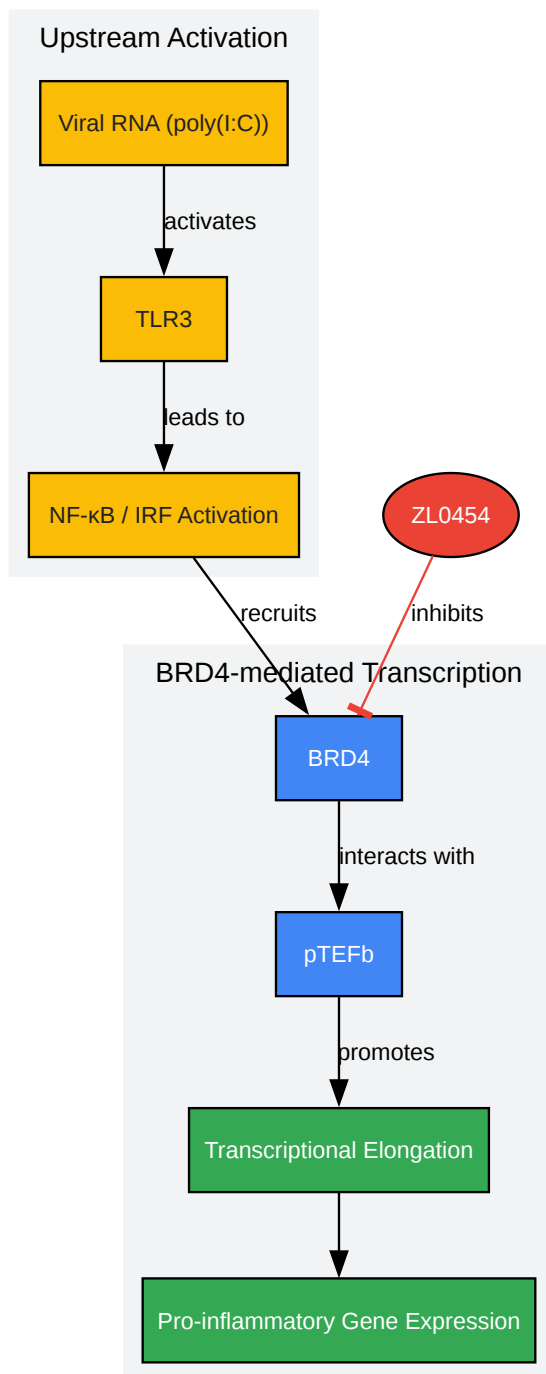 Upstream Activation
Viral RNA (poly(I:C))
activates
TLR3
leads to
NF-κB / IRF Activation
ZL0454
recruits
inhibits
BRD4-mediated Transcription
BRD4
interacts with
pTEFb
promotes
Transcriptional Elongation
Pro-inflammatory Gene Expression